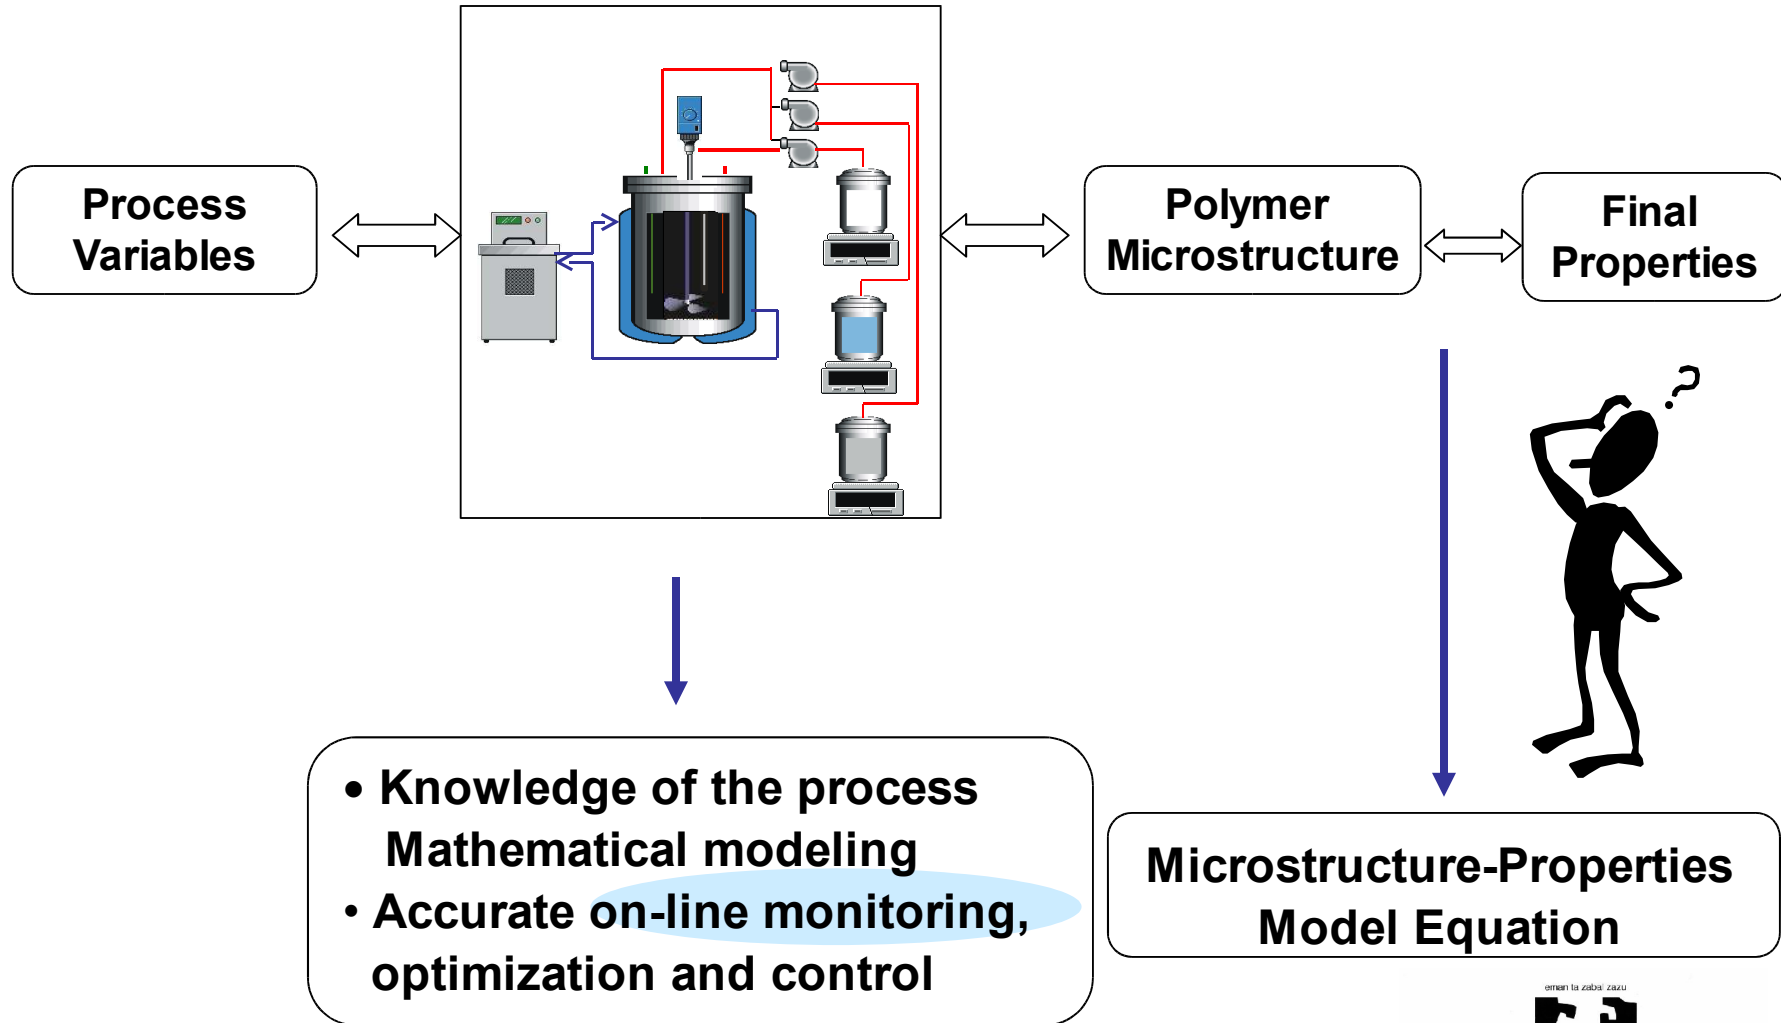 Process
Variables
Polymer
Microstructure
Final
Properties
?
• Knowledge of the process
Mathematical modeling
• Accurate on-line monitoring,
optimization and control
Microstructure-Properties
Model Equation
eman ta zabal zazu